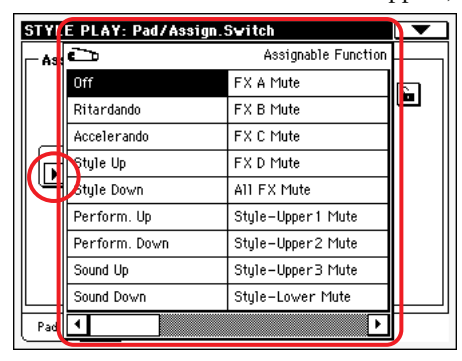 STYLE PLAY: Pad/Assign.Switch
Ass
Assignable Function
Off
FX A Mute
Ritardando
FX B Mute
Accelerando
FX C Mute
Style Up
FX D Mute
Style Down
All FX Mute
Perform. Up
Style-Upper1 Mute
Perform. Down
Style-Upper2 Mute
Sound Up
Style-Upper3 Mute
Sound Down
Style-Lower Mute
Pad